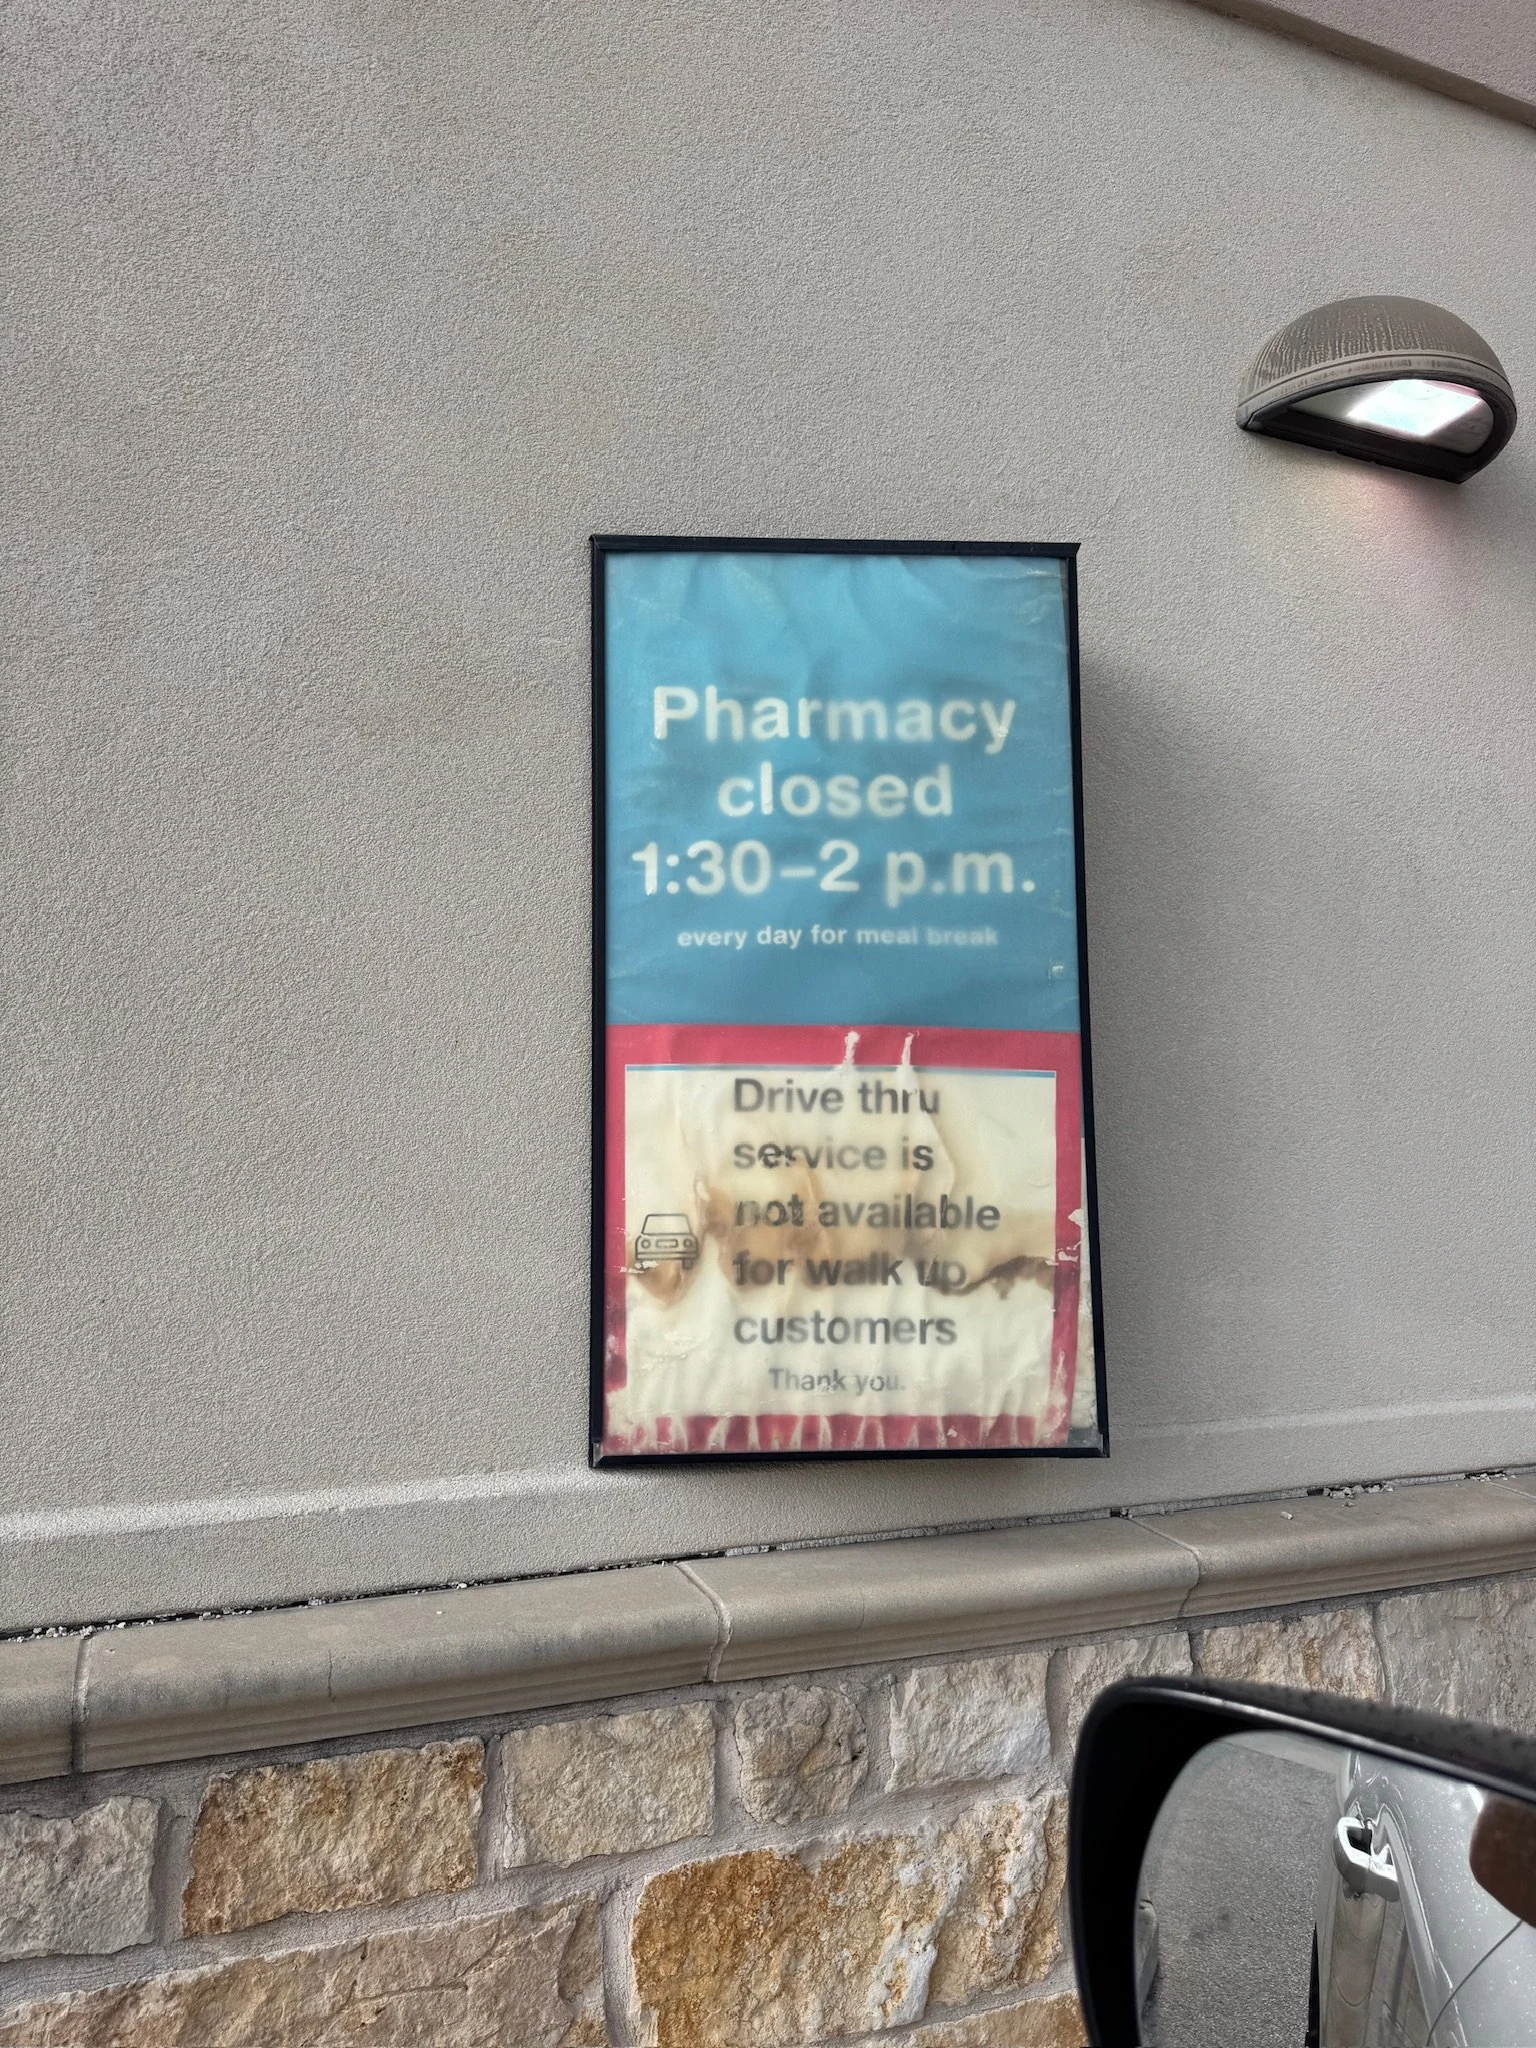 Pharmacy
closed
1:30–2 p.m.
every day for meal break
Drive thru
service is
not available
for walk up
customers
Thank you.